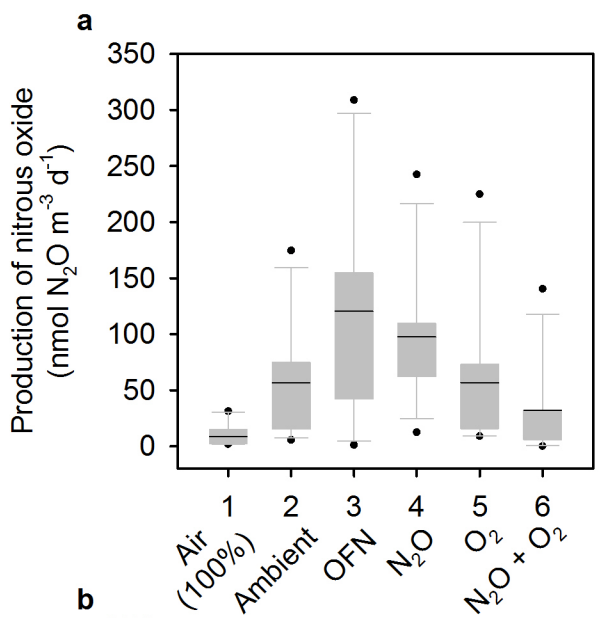 a
Production of nitrous oxide
(nmol N₂O m⁻³ d⁻¹)
350
300
250
200
150
100
50
0
1 2 3 4 5 6
Air
(100%)
Ambient
OFN
N₂O
O₂
N₂O + O₂
b